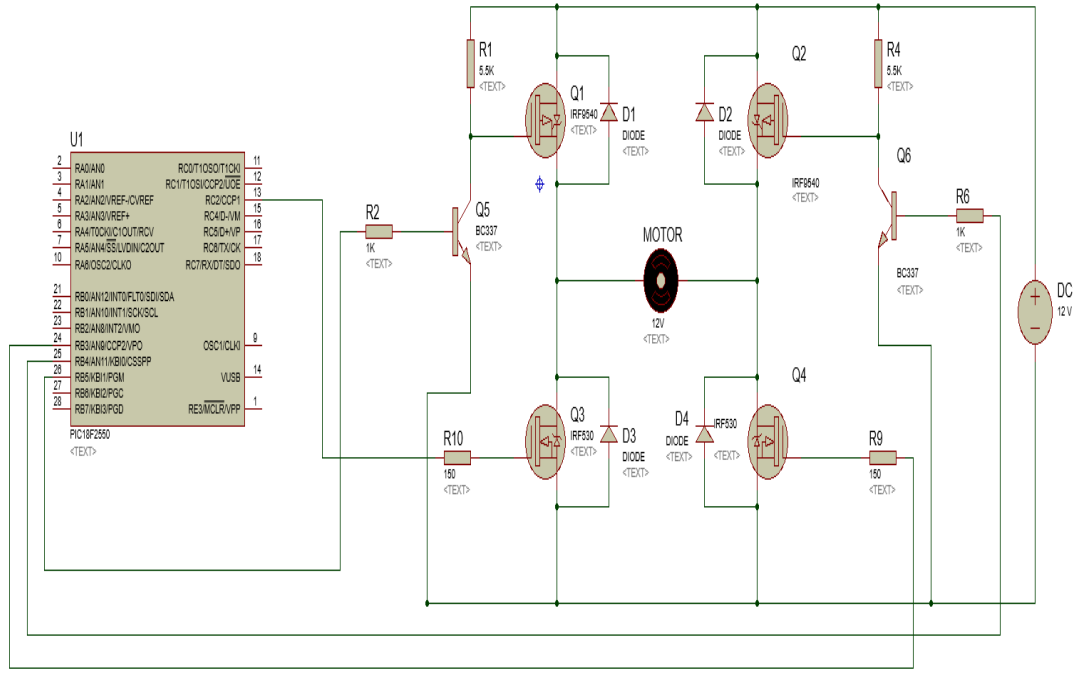 U1
2 RA0/AN0
3 RA1/AN1
4 RA2/AN2/VREF-/CVREF
5 RA3/AN3/VREF+
6 RA4/T0CKI/C1OUT/RCV
7 RA5/AN4/SS/LVDIN/C2OUT
10 RA6/OSC2/CLKO
21 RB0/AN12/INT0/FLT0/SDI/SDA
22 RB1/AN10/INT1/SCK/SCL
23 RB2/AN8/INT2/VMO
24 RB3/AN9/CCP2/VPO
25 RB4/AN11/KBI0/CSSPP
26 RB5/KBI1/PGM
27 RB6/KBI2/PGC
28 RB7/KBI3/PGD
RC0/T1OSO/T1CKI 11
RC1/T1OSI/CCP2/UOE 12
RC2/CCP1 13
RC4/D-/VM 15
RC5/D+/VP 16
RC6/TX/CK 17
RC7/RX/DT/SDO 18
OSC1/CLKI 9
VUSB 14
RE3/MCLR/VPP 1
PIC18F2550
<TEXT>
R1
5.5K
<TEXT>
Q1
IRF9540
<TEXT>
D1
DIODE
<TEXT>
D2
DIODE
<TEXT>
Q2
IRF9540
<TEXT>
R4
5.5K
<TEXT>
R2
1K
<TEXT>
Q5
BC337
<TEXT>
Q6
BC337
<TEXT>
R6
1K
<TEXT>
MOTOR
12V
<TEXT>
DC
12 V
R10
150
<TEXT>
Q3
IRF530
<TEXT>
D3
DIODE
<TEXT>
D4
DIODE
<TEXT>
Q4
IRF530
<TEXT>
R9
150
<TEXT>